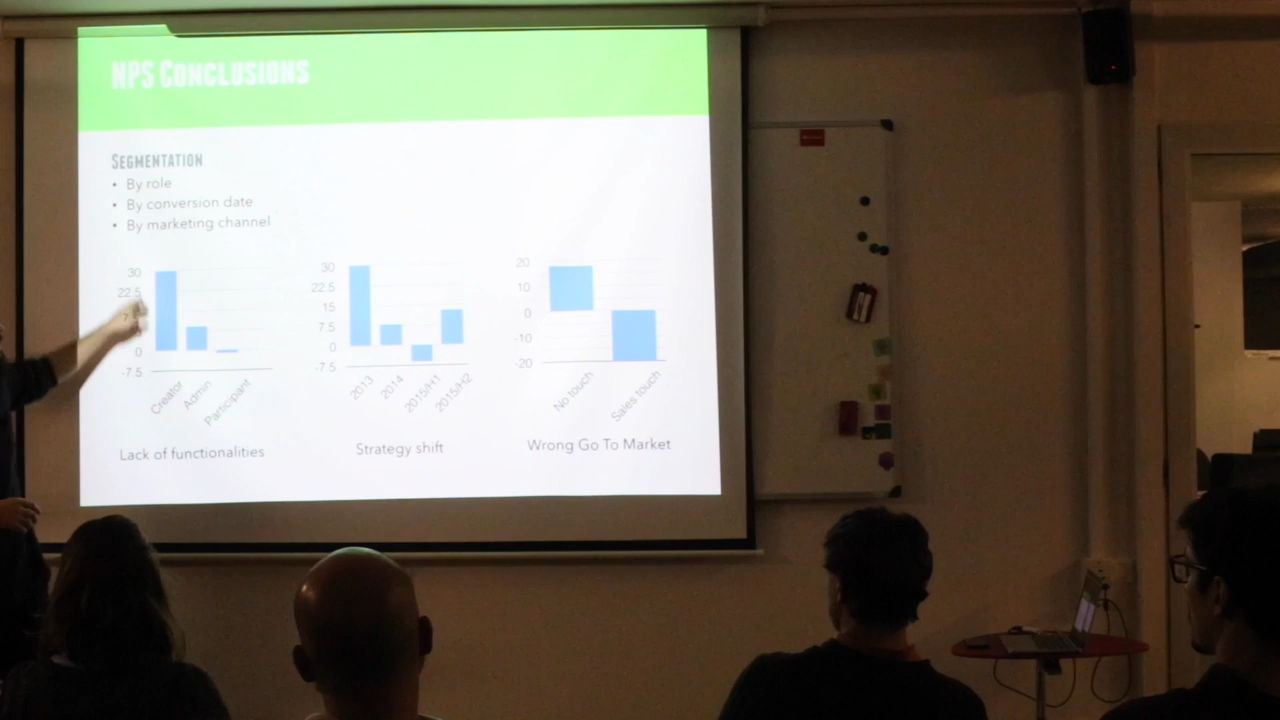 NPS CONCLUSIONS
SEGMENTATION
• By role
• By conversion date
• By marketing channel
30
22.5
0
-7.5
Creator
Admin
Participant
Lack of functionalities
30
22.5
15
7.5
0
-7.5
2013
2014
2015/H1
2015/H2
Strategy shift
20
10
0
-10
-20
No touch
Sales touch
Wrong Go To Market